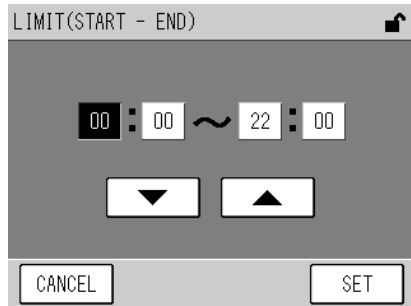 LIMIT(START - END)
00 : 00 ~ 22 : 00
CANCEL SET